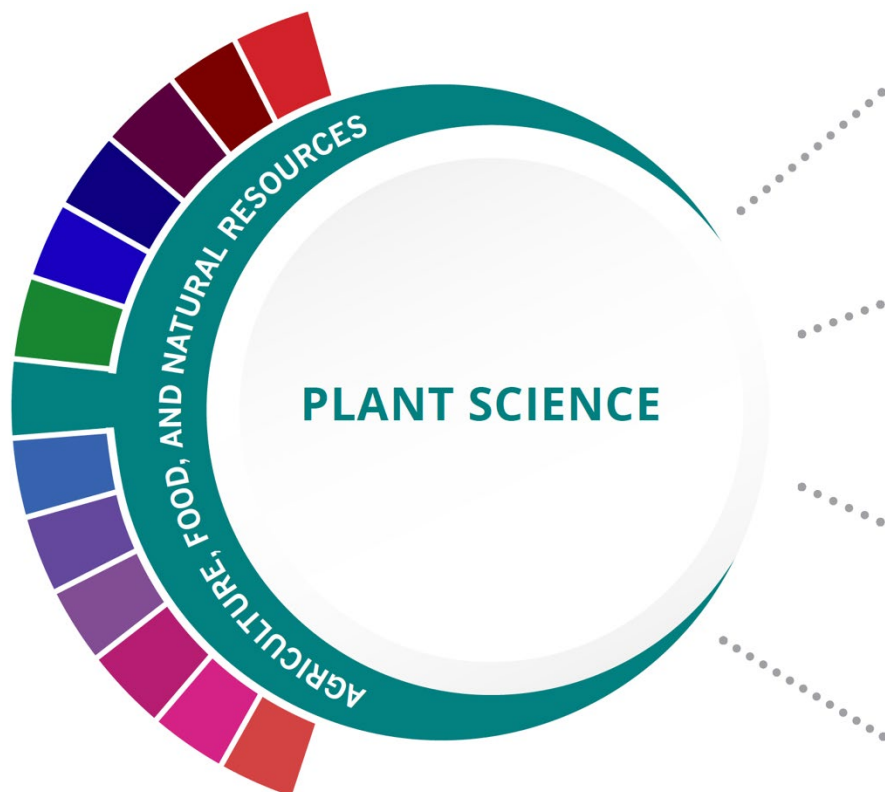 AGRICULTURE, FOOD, AND NATURAL RESOURCES
PLANT SCIENCE